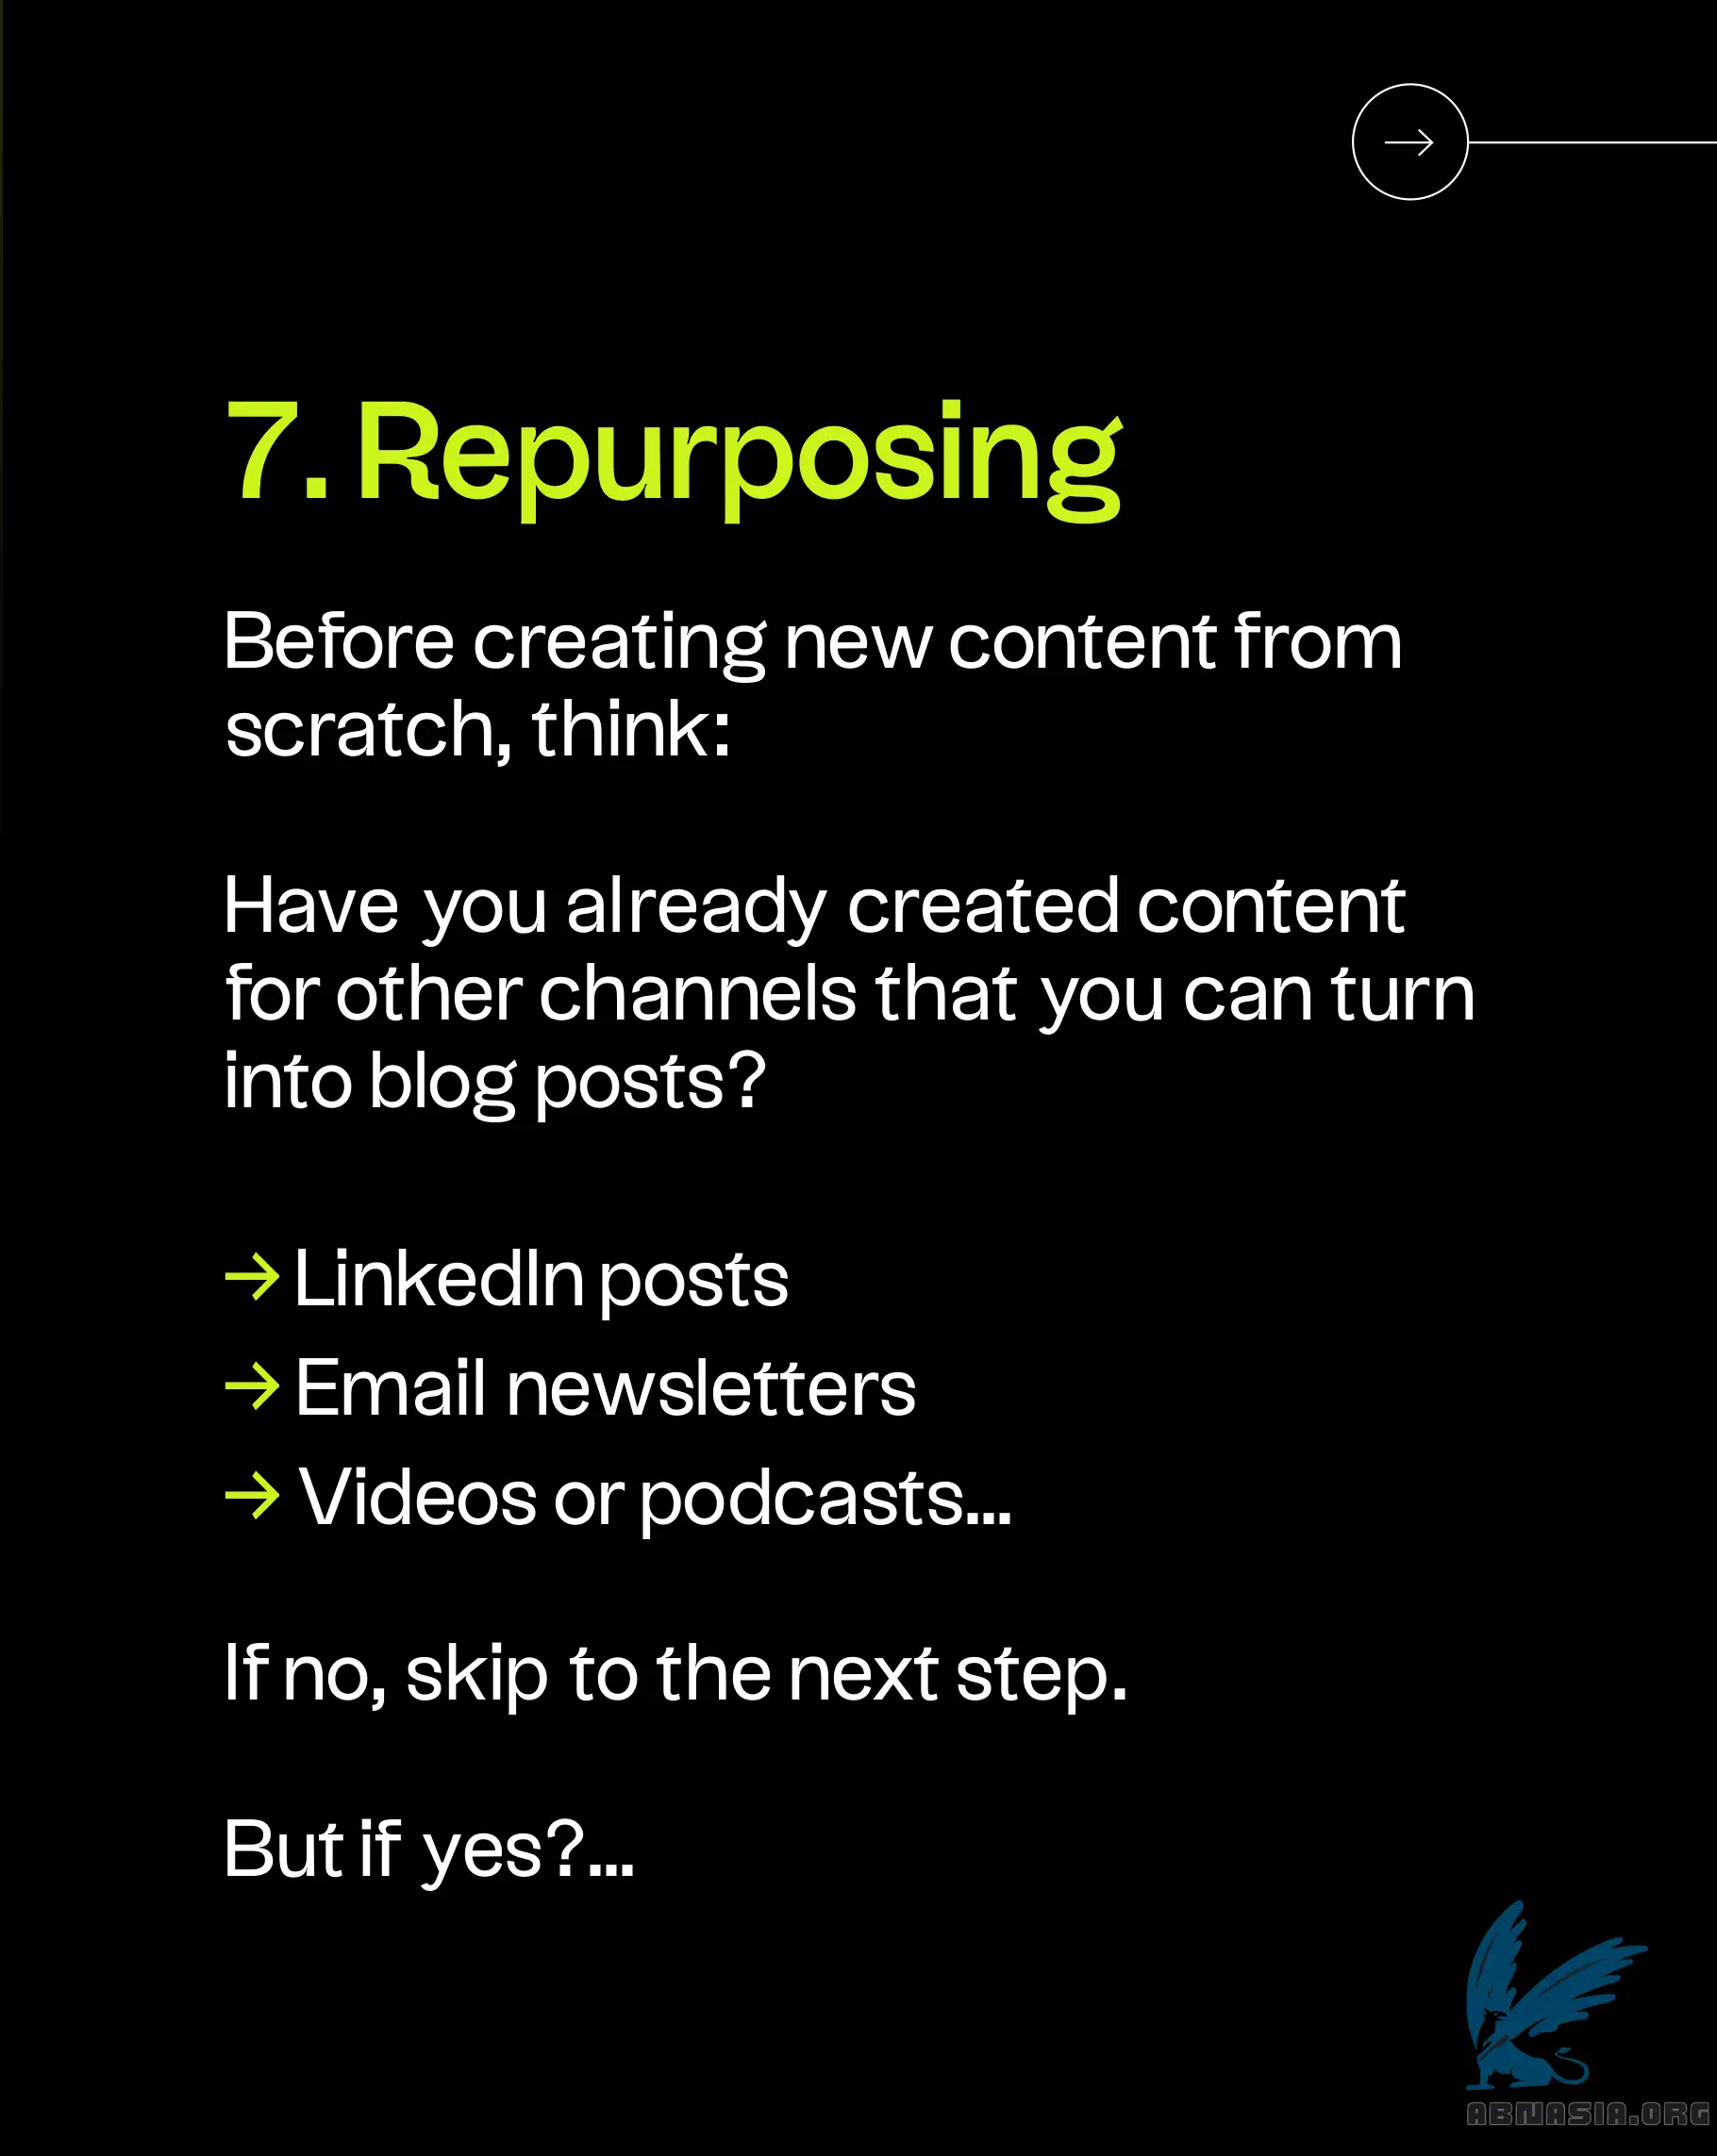 7. Repurposing
Before creating new content from
scratch, think:
Have you already created content
for other channels that you can turn
into blog posts?
→ LinkedIn posts
→ Email newsletters
→ Videos or podcasts...
If no, skip to the next step.
But if yes?...
ABNASIA.ORG